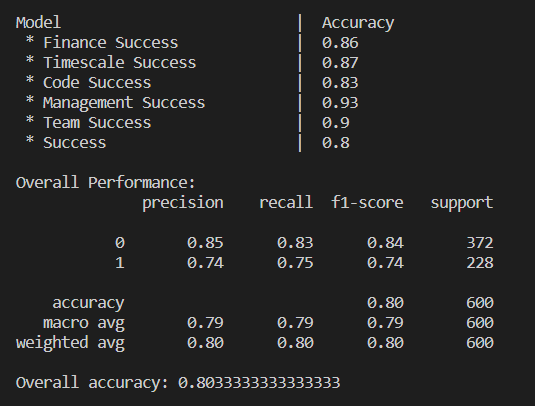 Model | Accuracy
* Finance Success | 0.86
* Timescale Success | 0.87
* Code Success | 0.83
* Management Success | 0.93
* Team Success | 0.9
* Success | 0.8
Overall Performance:
precision recall f1-score support
0 0.85 0.83 0.84 372
1 0.74 0.75 0.74 228
accuracy 0.80 600
macro avg 0.79 0.79 0.79 600
weighted avg 0.80 0.80 0.80 600
Overall accuracy: 0.8033333333333333